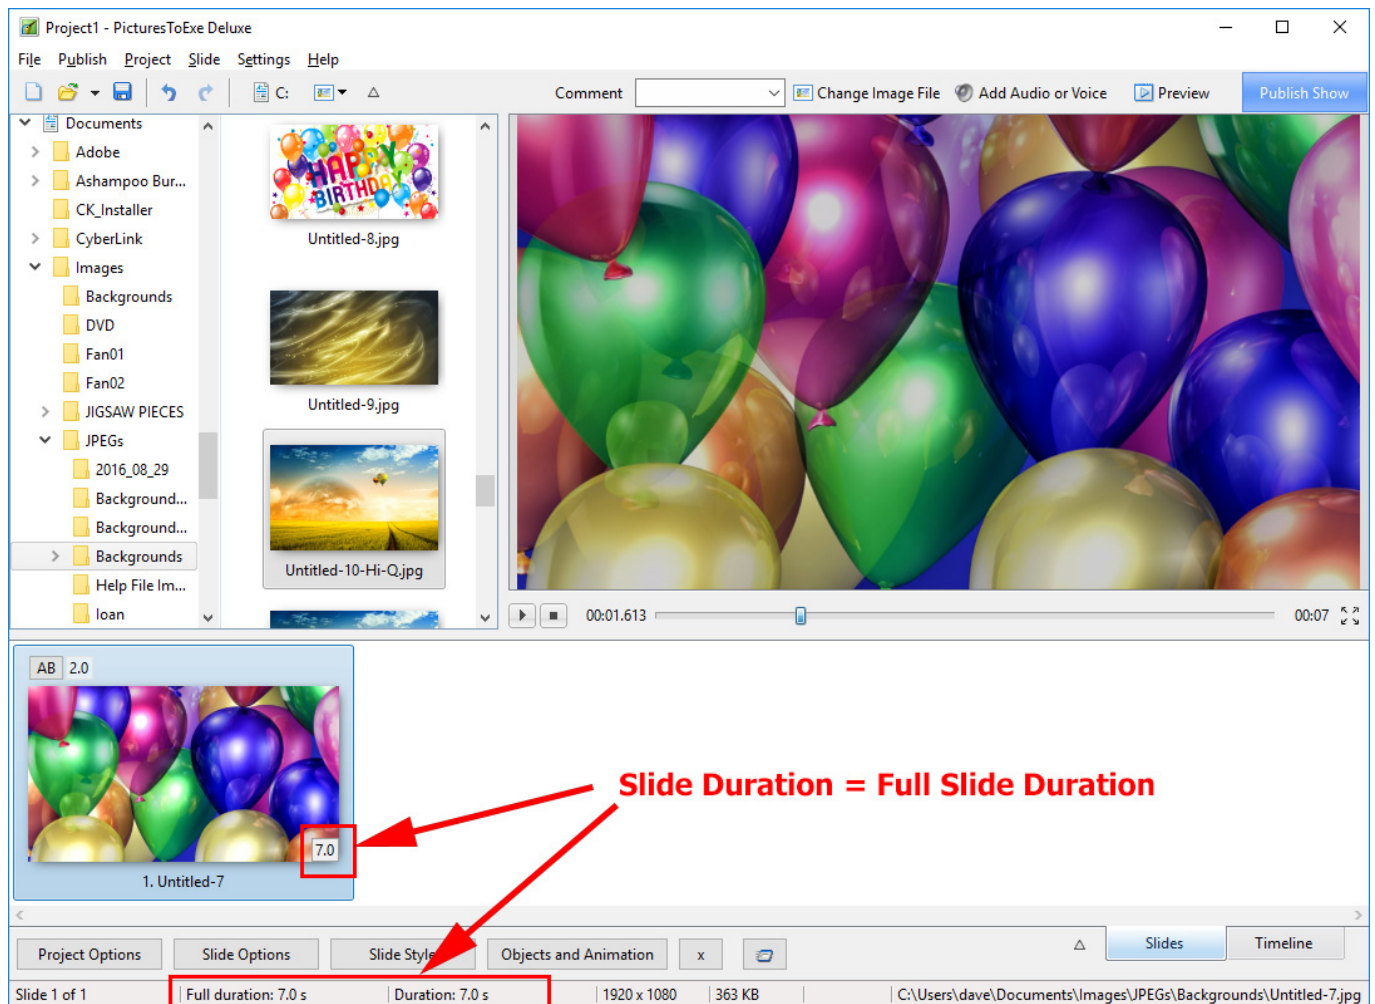 Project1 - PicturesToExe Deluxe
File Publish Project Slide Settings Help
C: Comment Change Image File Add Audio or Voice Preview Publish Show
Documents
Adobe
Ashampoo Bur...
CK_Installer
CyberLink
Images
Backgrounds
DVD
Fan01
Fan02
JIGSAW PIECES
JPEGs
2016_08_29
Background...
Background...
Backgrounds
Help File Im...
loan
HAPPY
BIRTHDAY
Untitled-8.jpg
Untitled-9.jpg
Untitled-10-Hi-Q.jpg
00:01.613 00:07
AB 2.0
7.0
1. Untitled-7
Slide Duration = Full Slide Duration
Project Options Slide Options Slide Style Objects and Animation x Slides Timeline
Slide 1 of 1 Full duration: 7.0 s Duration: 7.0 s 1920 x 1080 363 KB C:\Users\dave\Documents\Images\JPEGs\Backgrounds\Untitled-7.jpg